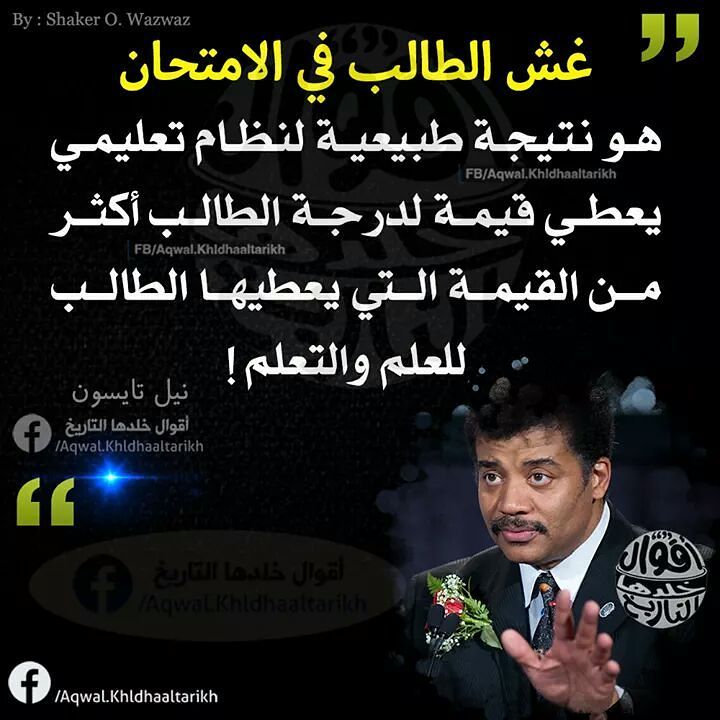 By : Shaker O. Wazwaz
غش الطالب في الامتحان
هو نتيجة طبيعية لنظام تعليمي
FB/Aqwal.Khldhaaltarikh
يعطي قيمة لدرجة الطالب أكثر
FB/Aqwal.Khldhaaltarikh
من القيمة التي يعطيها الطالب
للعلم والتعلم !
نيل تايسون
أقوال خلدها التاريخ
/Aqwal.Khldhaaltarikh
أقوال خلدها التاريخ
/Aqwal.Khldhaaltarikh
أقوال
خلدها
التاريخ
/Aqwal.Khldhaaltarikh